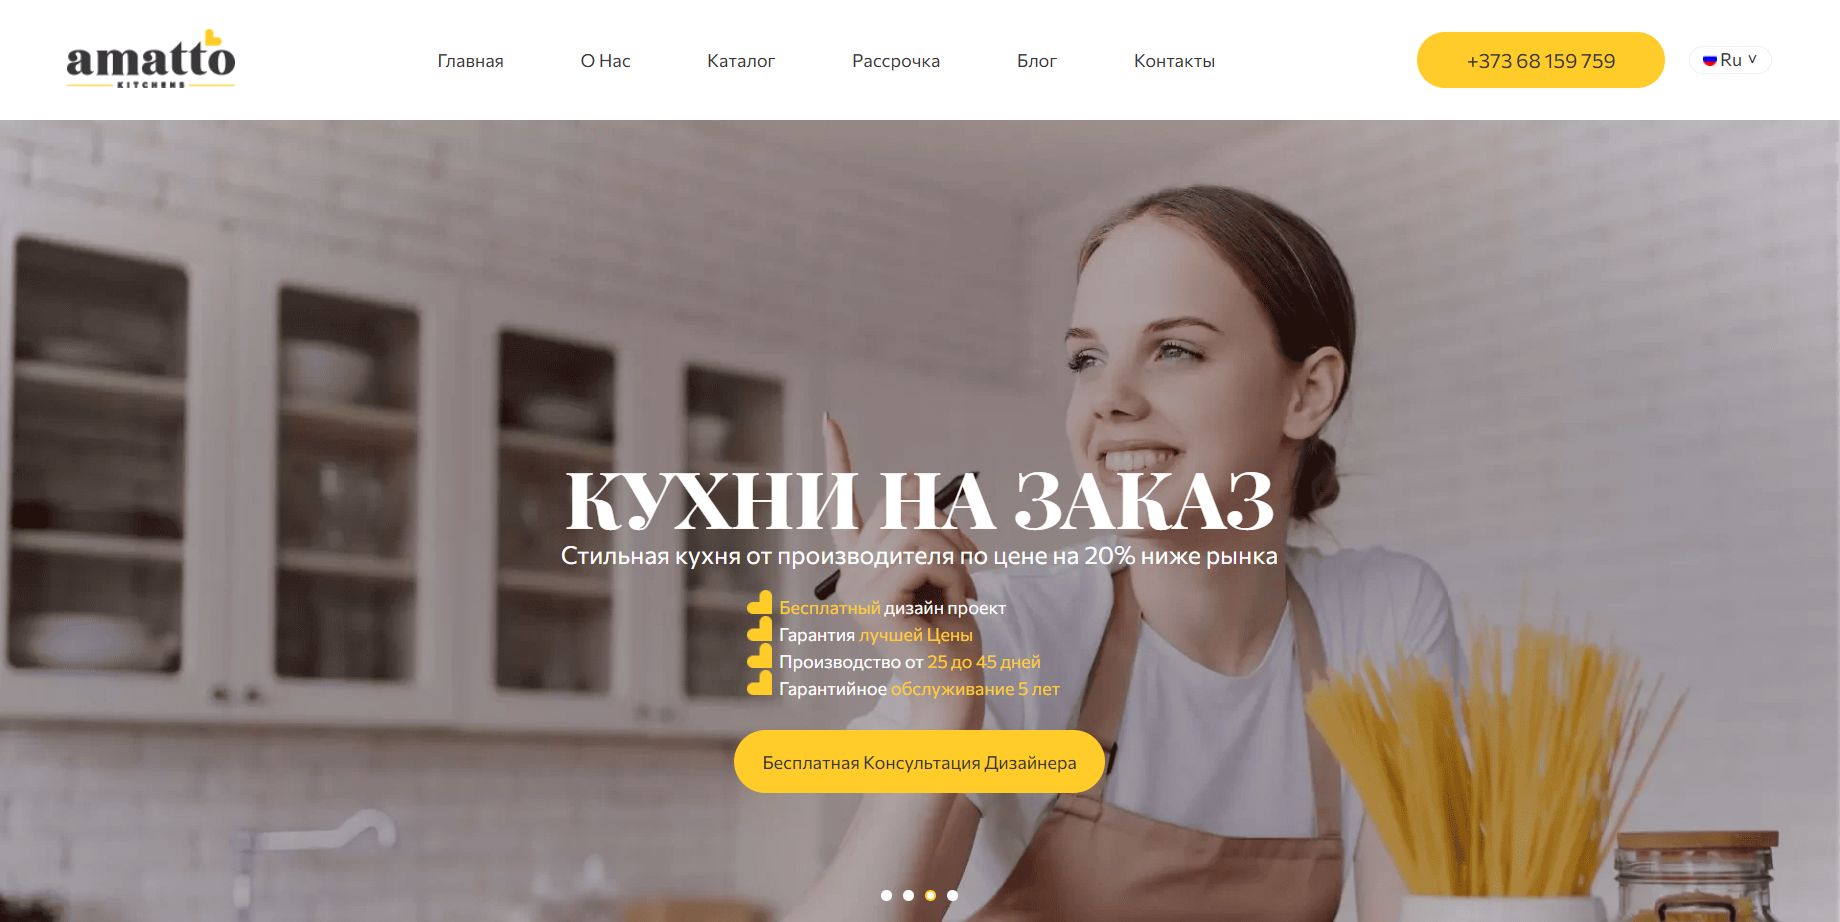 amatto
KITCHENS
Главная О Нас Каталог Рассрочка Блог Контакты
+373 68 159 759
Ru
КУХНИ НА ЗАКАЗ
Стильная кухня от производителя по цене на 20% ниже рынка
Бесплатный дизайн проект
Гарантия лучшей Цены
Производство от 25 до 45 дней
Гарантийное обслуживание 5 лет
Бесплатная Консультация Дизайнера